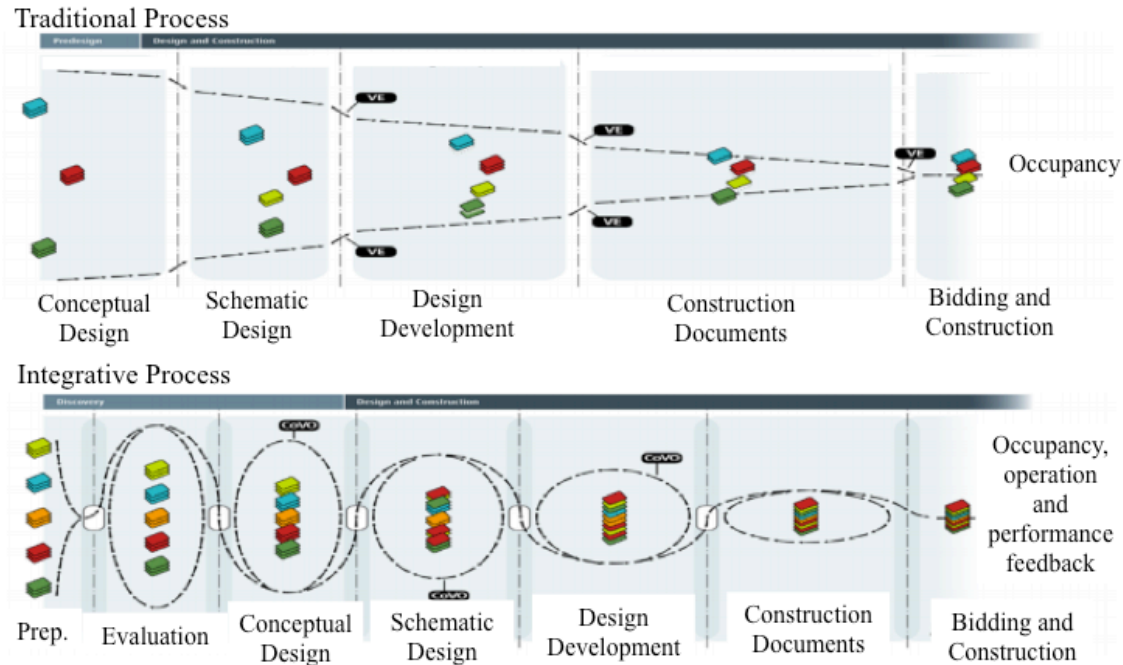 Traditional Process
Predesign
Design and Construction
VE
VE
VE
VE
VE
Occupancy
Conceptual
Design
Schematic
Design
Design
Development
Construction
Documents
Bidding and
Construction
Integrative Process
Discovery
Design and Construction
CoVO
CoVO
CoVO
Occupancy,
operation
and
performance
feedback
Prep.
Evaluation
Conceptual
Design
Schematic
Design
Design
Development
Construction
Documents
Bidding and
Construction